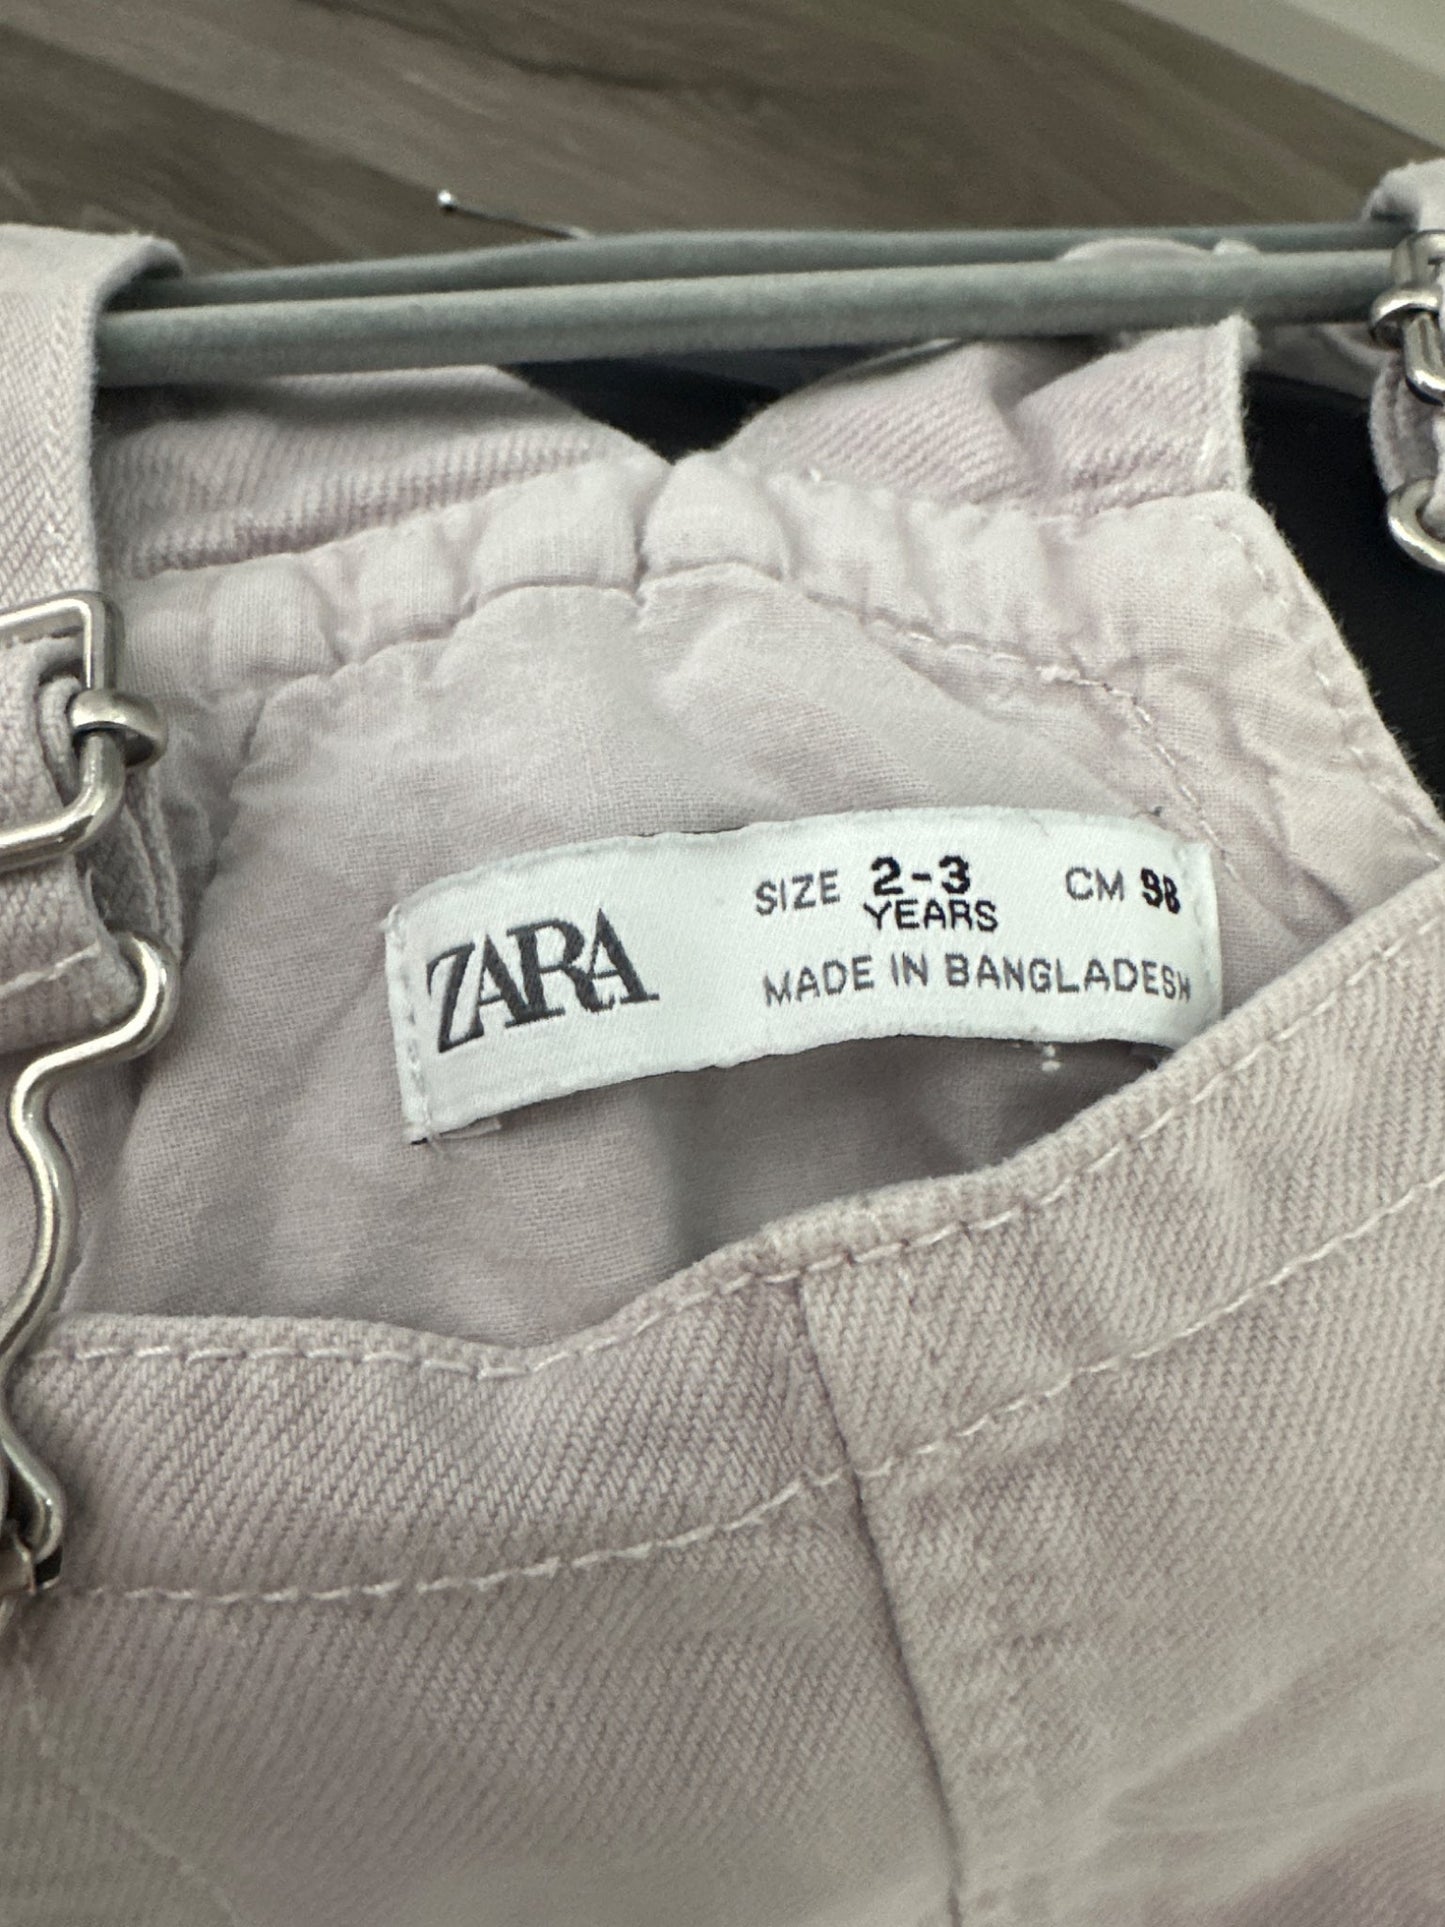 ZARA
SIZE 2-3 YEARS CM 98
MADE IN BANGLADESH